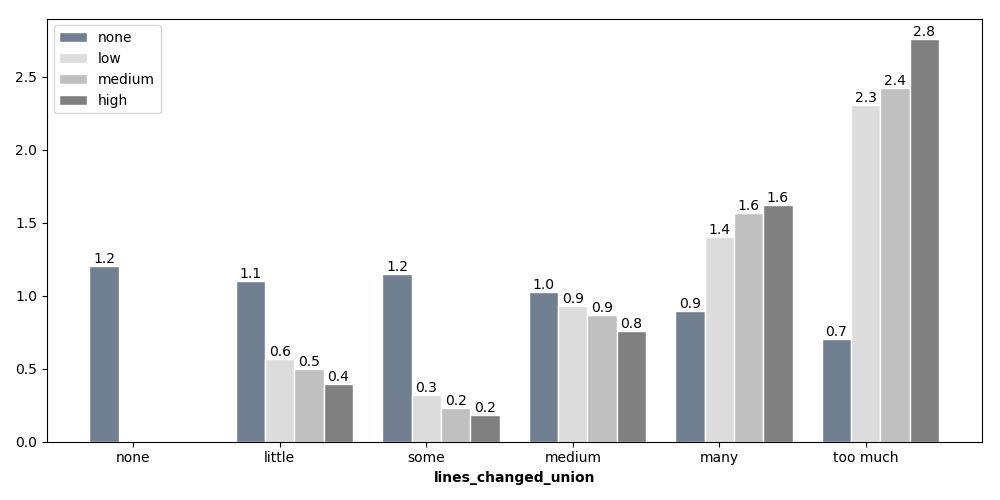 none
low
medium
high
2.5
2.0
1.5
1.0
0.5
0.0
1.2
1.1 0.6 0.5 0.4
1.2 0.3 0.2 0.2
1.0 0.9 0.9 0.8
0.9 1.4 1.6 1.6
0.7 2.3 2.4 2.8
none little some medium many too much
lines_changed_union